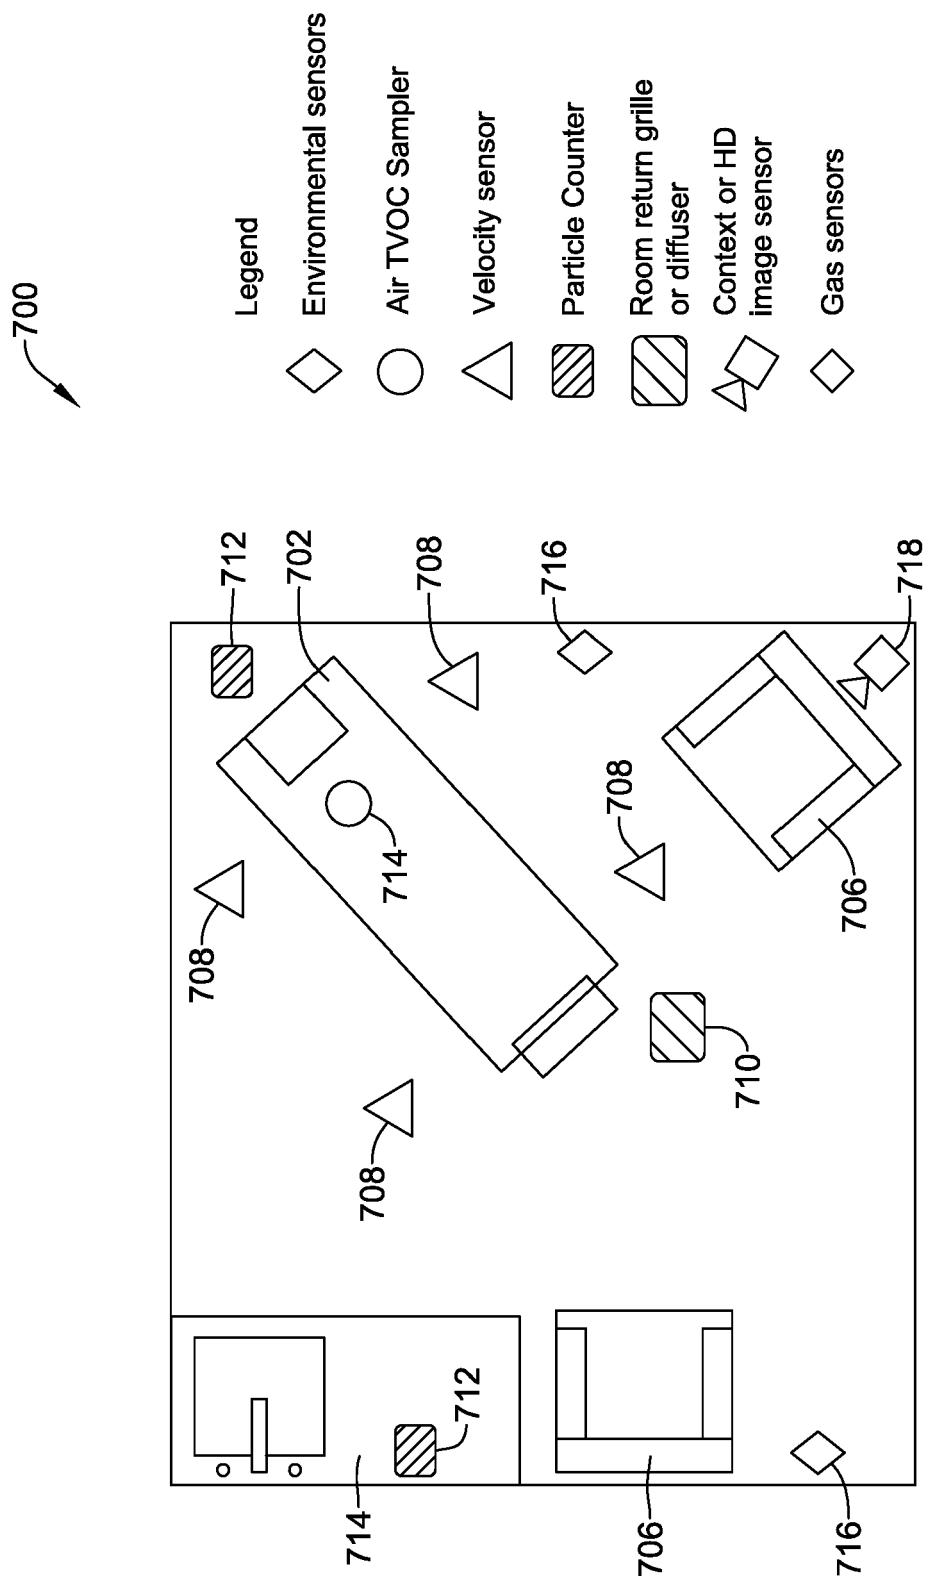 700
Legend
Environmental sensors
Air TVOC Sampler
Velocity sensor
Particle Counter
Room return grille
or diffuser
Context or HD
image sensor
Gas sensors
712
702
708
716
718
708
714
708
706
710
708
712
714
706
716